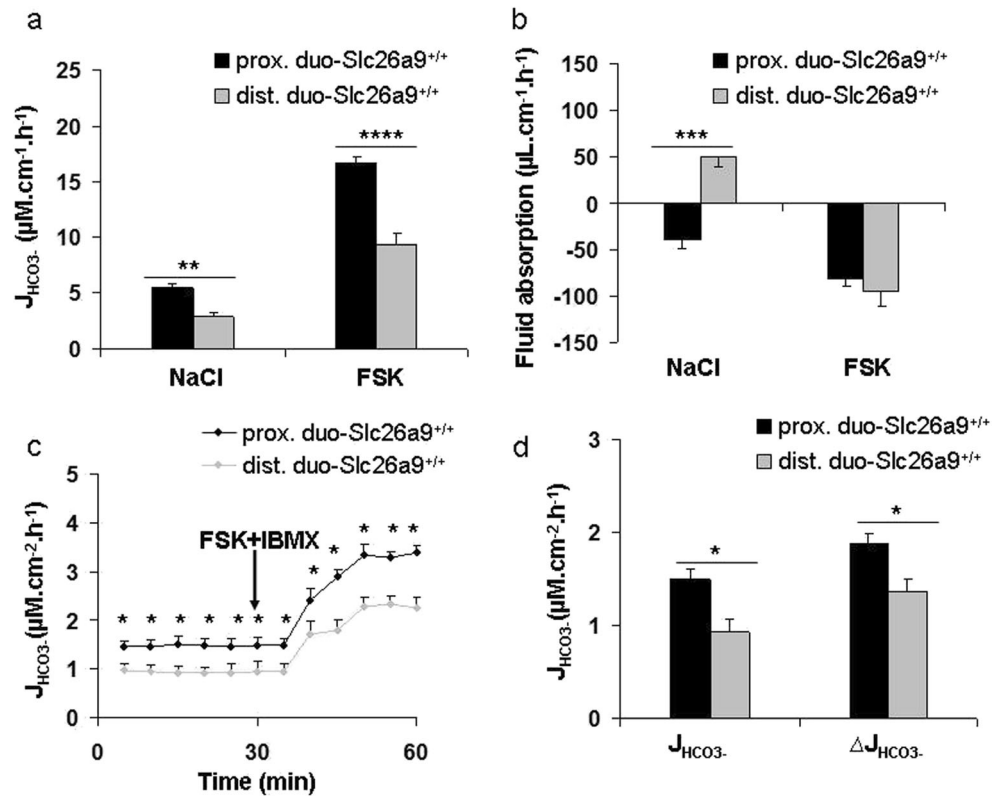 a
prox. duo-Slc26a9+/+
dist. duo-Slc26a9+/+
JHCO3- (µM.cm-1.h-1)
25
20
15
10
5
0
**
****
NaCl
FSK
b
prox. duo-Slc26a9+/+
dist. duo-Slc26a9+/+
Fluid absorption (µL.cm-1.h-1)
150
100
50
0
-50
-100
-150
***
NaCl
FSK
c
prox. duo-Slc26a9+/+
dist. duo-Slc26a9+/+
JHCO3-(µM.cm-2.h-1)
5
4
3
2
1
0
FSK+IBMX
* * * * * * * * * * * *
0 30 60
Time (min)
d
prox. duo-Slc26a9+/+
dist. duo-Slc26a9+/+
JHCO3-(µM.cm-2.h-1)
3
2
1
0
*
*
JHCO3-
△JHCO3-